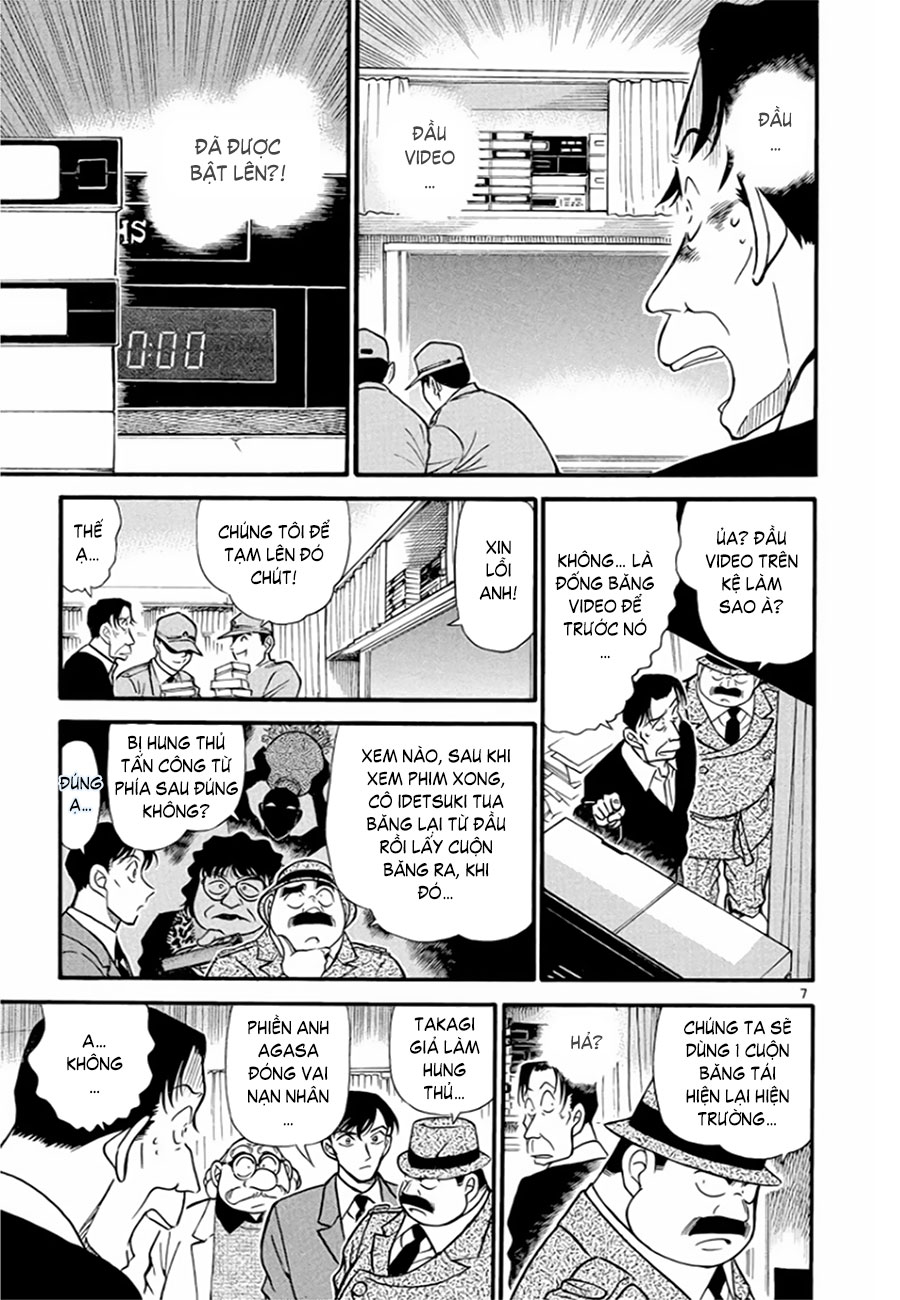 ĐẦU
...
ĐẦU
VIDEO
...
ĐÃ ĐƯỢC
BẬT LÊN?!
HS
0:00
ỦA? ĐẦU
VIDEO TRÊN
KỆ LÀM
SAO À?
KHÔNG... LÀ
ĐỐNG BĂNG
VIDEO ĐỂ
TRƯỚC NÓ
...
XIN
LỖI
ANH!
CHÚNG TÔI ĐỂ
TẠM LÊN ĐÓ
CHÚT!
THẾ
Ạ...
XEM NÀO, SAU KHI
XEM PHIM XONG,
CÔ IDETSUKI TUA
BĂNG LẠI TỪ ĐẦU
RỒI LẤY CUỘN
BĂNG RA, KHI
ĐÓ...
BỊ HUNG THỦ
TẤN CÔNG TỪ
PHÍA SAU ĐÚNG
KHÔNG?
ĐÚNG
Ạ...
7
CHÚNG TA SẼ
DÙNG 1 CUỘN
BĂNG TÁI
HIỆN LẠI HIỆN
TRƯỜNG...
HẢ?
TAKAGI
GIẢ LÀM
HUNG
THỦ...
PHIỀN ANH
AGASA
ĐÓNG VAI
NẠN NHÂN
...
A...
KHÔNG
...